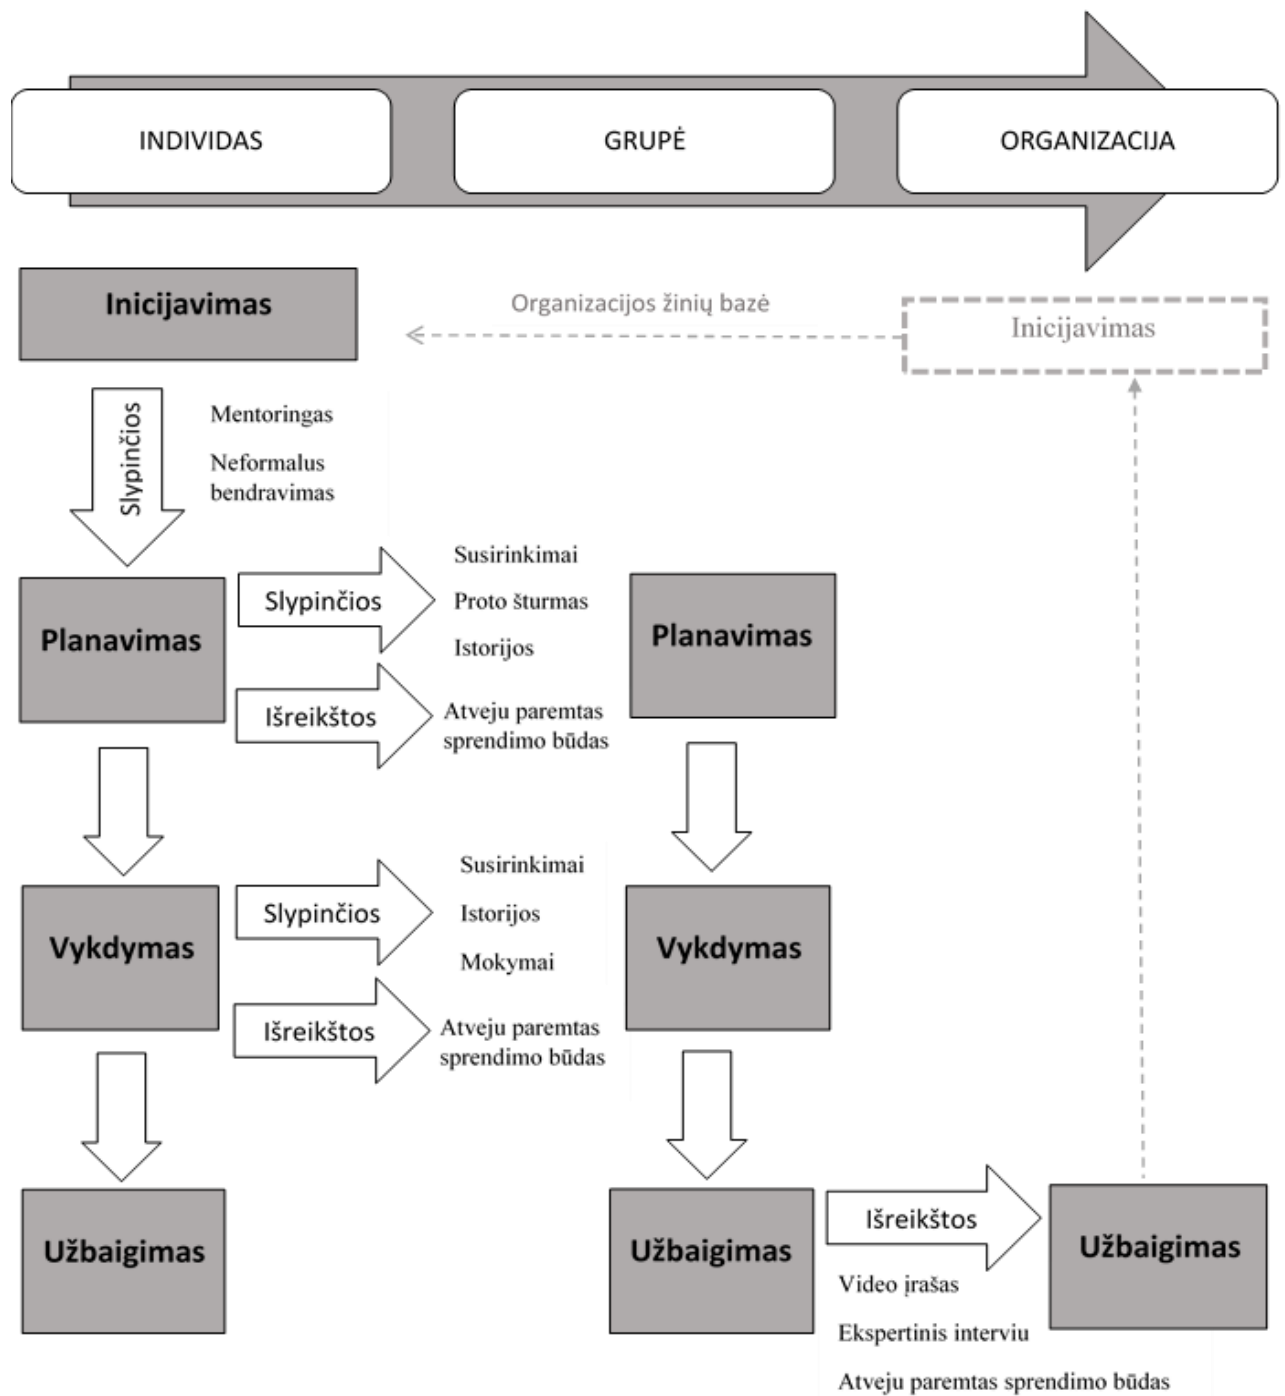 INDIVIDAS
GRUPĖ
ORGANIZACIJA
Inicijavimas
Organizacijos žinių bazė
Inicijavimas
Slypinčios
Mentoringas
Neformalus
bendravimas
Planavimas
Slypinčios
Susirinkimai
Proto šturmas
Istorijos
Išreikštos
Atveju paremtas
sprendimo būdas
Planavimas
Vykdymas
Slypinčios
Susirinkimai
Istorijos
Mokymai
Išreikštos
Atveju paremtas
sprendimo būdas
Vykdymas
Užbaigimas
Užbaigimas
Išreikštos
Video įrašas
Ekspertinis interviu
Atveju paremtas sprendimo būdas
Užbaigimas